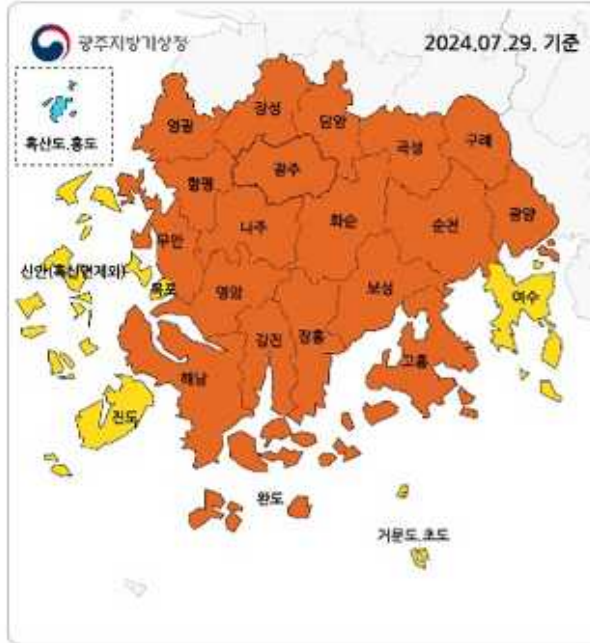 광주지방기상청
2024.07.29. 기준
흑산도.홍도
영광
장성
담양
곡성
구례
함평
광주
나주
화순
순천
광양
무안
신안(흑산면제외)
목포
영암
보성
여수
강진
장흥
고흥
해남
진도
완도
거문도.초도